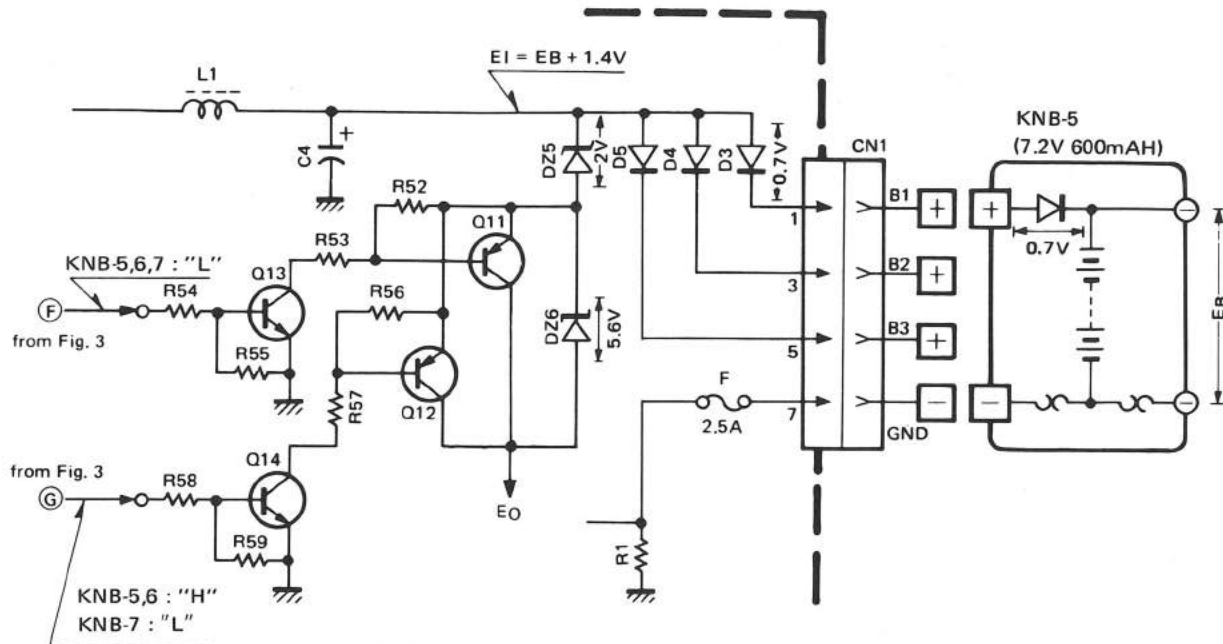 EI = EB + 1.4V
L1
C4
+
DZ5
2V
D5
D4
D3
0.7V
CN1
KNB-5
(7.2V 600mAH)
R52
Q11
R53
KNB-5,6,7 : "L"
Q13
R54
F
from Fig. 3
R55
R56
DZ6
5.6V
Q12
R57
1
B1
+
+
−
0.7V
3
B2
+
EB
5
B3
+
F
2.5A
7
GND
−
−
−
from Fig. 3
Q14
G
R58
R59
EO
R1
KNB-5,6 : "H"
KNB-7 : "L"